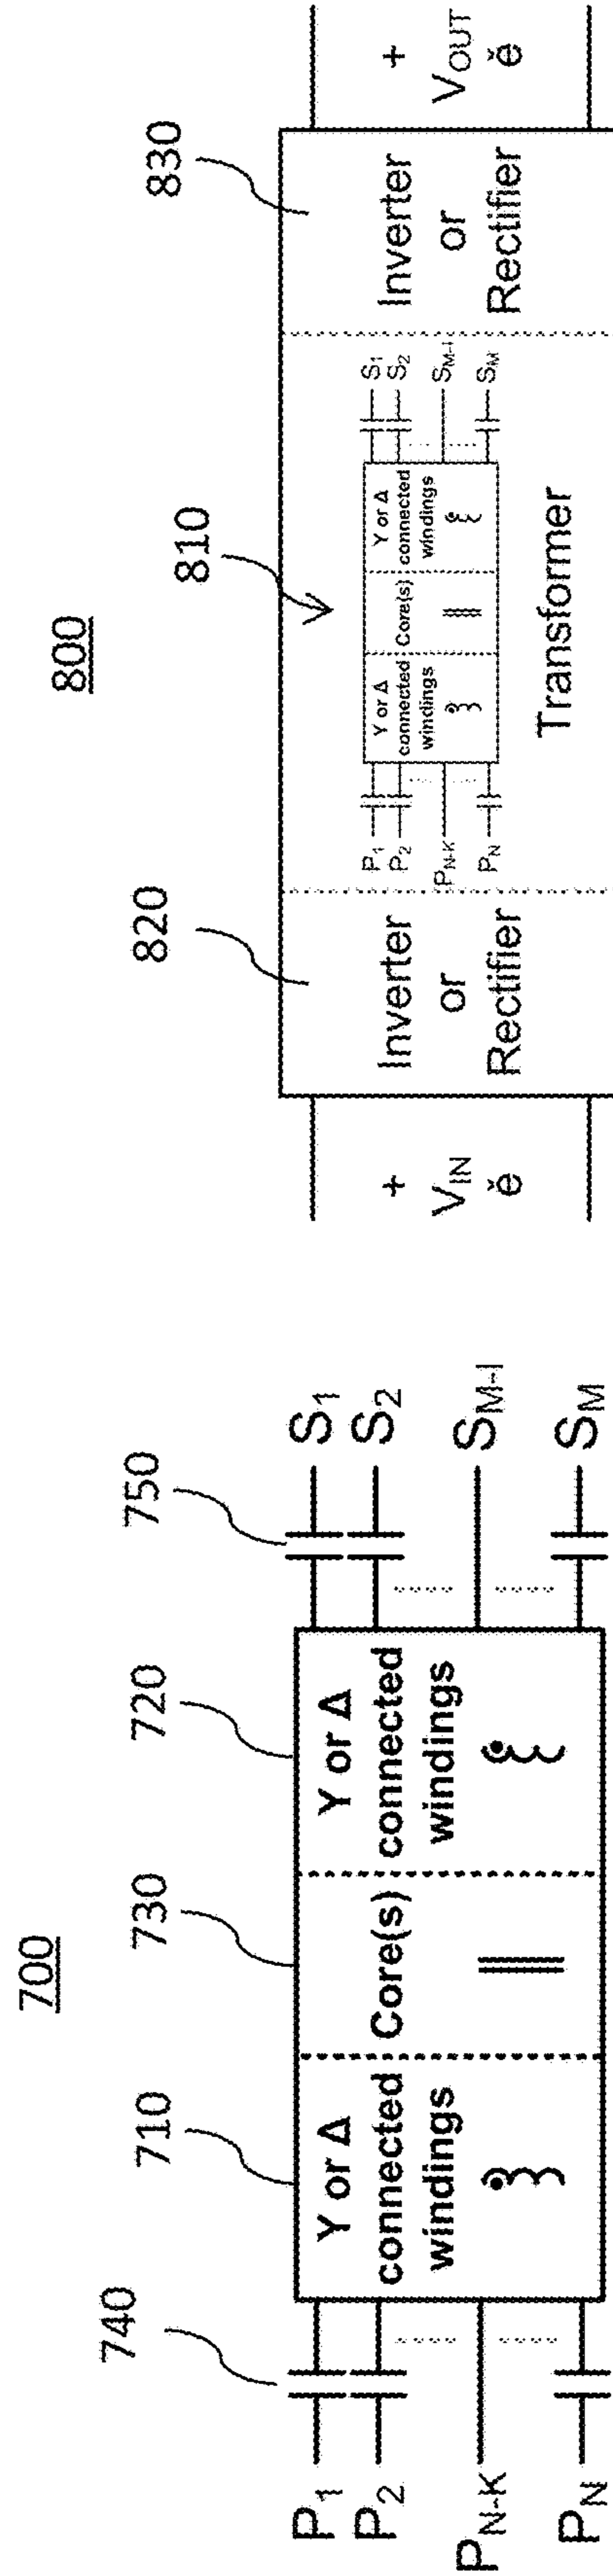 700
710
730
720
740
750
Y or Δ
connected
windings
Core(s)
Y or Δ
connected
windings
P1
P2
PN-K
PN
S1
S2
SM-I
SM
800
810
820
830
+
VIN
ě
Inverter
or
Rectifier
P1
P2
PN-K
PN
Y or Δ
connected
windings
Core(s)
Y or Δ
connected
windings
S1
S2
SM-I
SM
Transformer
Inverter
or
Rectifier
+
VOUT
ě